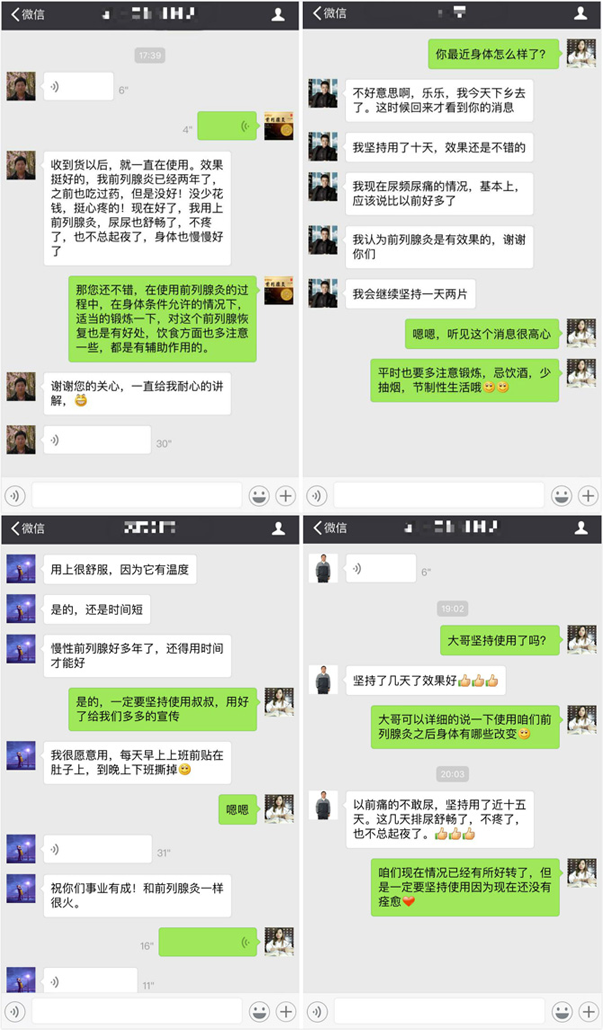 微信
17:39
6"
4"
收到货以后，就一直在使用。效果
挺好的，我前列腺炎已经两年了，
之前也吃过药，但是没好！没少花
钱，挺心疼的！现在好了，我用上
前列腺灸，尿尿也舒畅了，不疼
了，也不总起夜了，身体也慢慢好
了
那您还不错，在使用前列腺灸的过
程中，在身体条件允许的情况下，
适当的锻炼一下，对这个前列腺恢
复也是有好处，饮食方面也多注意
一些，都是有辅助作用的。
谢谢您的关心，一直给我耐心的讲
解，😆
30"
微信
你最近身体怎么样了？
不好意思啊，乐乐，我今天下乡去
了。这时候回来才看到你的消息
我坚持用了十天，效果还是不错的
我现在尿频尿痛的情况，基本上，
应该说比以前好多了
我认为前列腺灸是有效果的，谢谢
你们
我会继续坚持一天两片
嗯嗯，听见这个消息很高心
平时也要多注意锻炼，忌饮酒，少
抽烟，节制性生活哦🙂🙂
微信
用上很舒服，因为它有温度
是的，还是时间短
慢性前列腺好多年了，还得用时间
才能好
是的，一定要坚持使用叔叔，用好
了给我们多多的宣传
我很愿意用，每天早上上班前贴在
肚子上，到晚上下班撕掉🙂
嗯嗯
31"
祝你们事业有成！和前列腺灸一样
很火。
16"
11"
微信
6"
19:02
大哥坚持使用了吗？
坚持了几天了效果好👍👍👍
大哥可以详细的说一下使用咱们前
列腺灸之后身体有哪些改变🙂
20:03
以前痛的不敢尿，坚持用了近十五
天。这几天排尿舒畅了，不疼了，
也不总起夜了。👍👍👍
咱们现在情况已经有所好转了，但
是一定要坚持使用因为现在还没有
痊愈❤